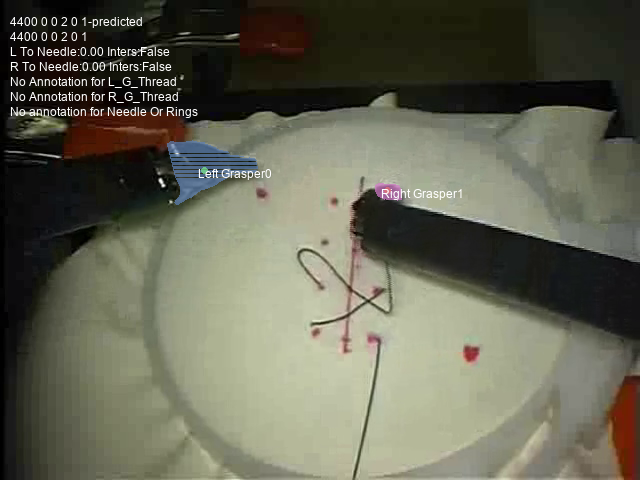 4400 0 0 2 0 1-predicted
4400 0 0 2 0 1
L To Needle:0.00 Inters:False
R To Needle:0.00 Inters:False
No Annotation for L_G_Thread
No Annotation for R_G_Thread
No annotation for Needle Or Rings
Left Grasper0
Right Grasper1